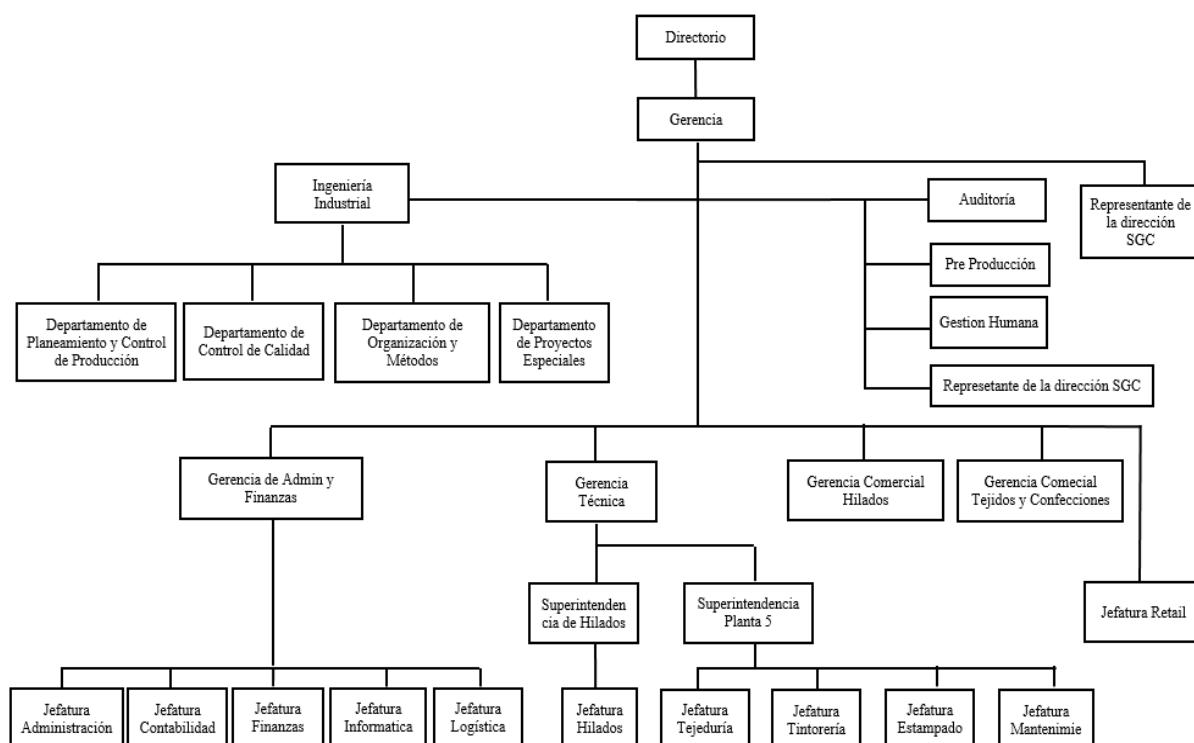 Directorio
Gerencia
Ingeniería
Industrial
Auditoría
Representante de
la dirección
SGC
Pre Producción
Gestion Humana
Represetante de la dirección SGC
Departamento de
Planeamiento y Control
de Producción
Departamento de
Control de Calidad
Departamento de
Organización y
Métodos
Departamento
de Proyectos
Especiales
Gerencia de Admin y
Finanzas
Gerencia
Técnica
Gerencia Comercial
Hilados
Gerencia Comecial
Tejidos y Confecciones
Superintenden
cia de Hilados
Superintendencia
Planta 5
Jefatura Retail
Jefatura
Administración
Jefatura
Contabilidad
Jefatura
Finanzas
Jefatura
Informatica
Jefatura
Logística
Jefatura
Hilados
Jefatura
Tejeduría
Jefatura
Tintorería
Jefatura
Estampado
Jefatura
Mantenimie